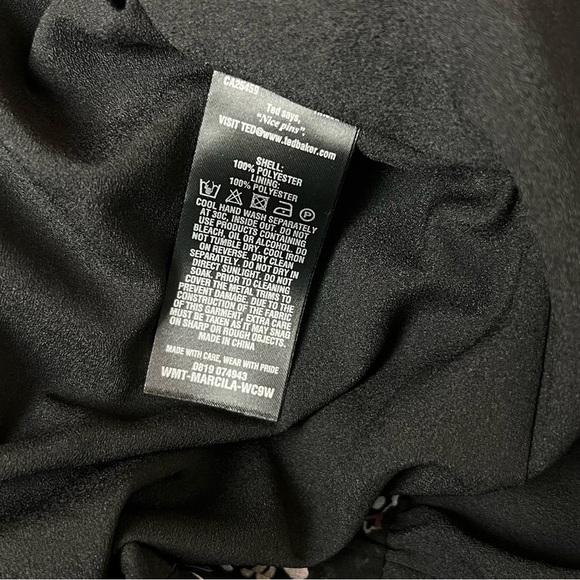 CA25459
Ted says,
"Nice pins".
VISIT TED@www.tedbaker.com
SHELL:
100% POLYESTER
LINING:
100% POLYESTER
COOL HAND WASH SEPARATELY
AT 30C, INSIDE OUT. DO NOT
USE PRODUCTS CONTAINING
BLEACH, OIL OR ALCOHOL. DO
NOT TUMBLE DRY. COOL IRON
ON REVERSE. DRY CLEAN
SEPARATELY. DO NOT DRY IN
DIRECT SUNLIGHT. DO NOT
SOAK. PRIOR TO CLEANING
COVER THE METAL TRIMS TO
PREVENT DAMAGE. DUE TO THE
CONSTRUCTION OF THE FABRIC
OF THIS GARMENT, EXTRA CARE
MUST BE TAKEN AS IT MAY SNAG
ON SHARP OR ROUGH OBJECTS.
MADE IN CHINA
MADE WITH CARE, WEAR WITH PRIDE
0819 074943
WMT-MARCILA-WC9W